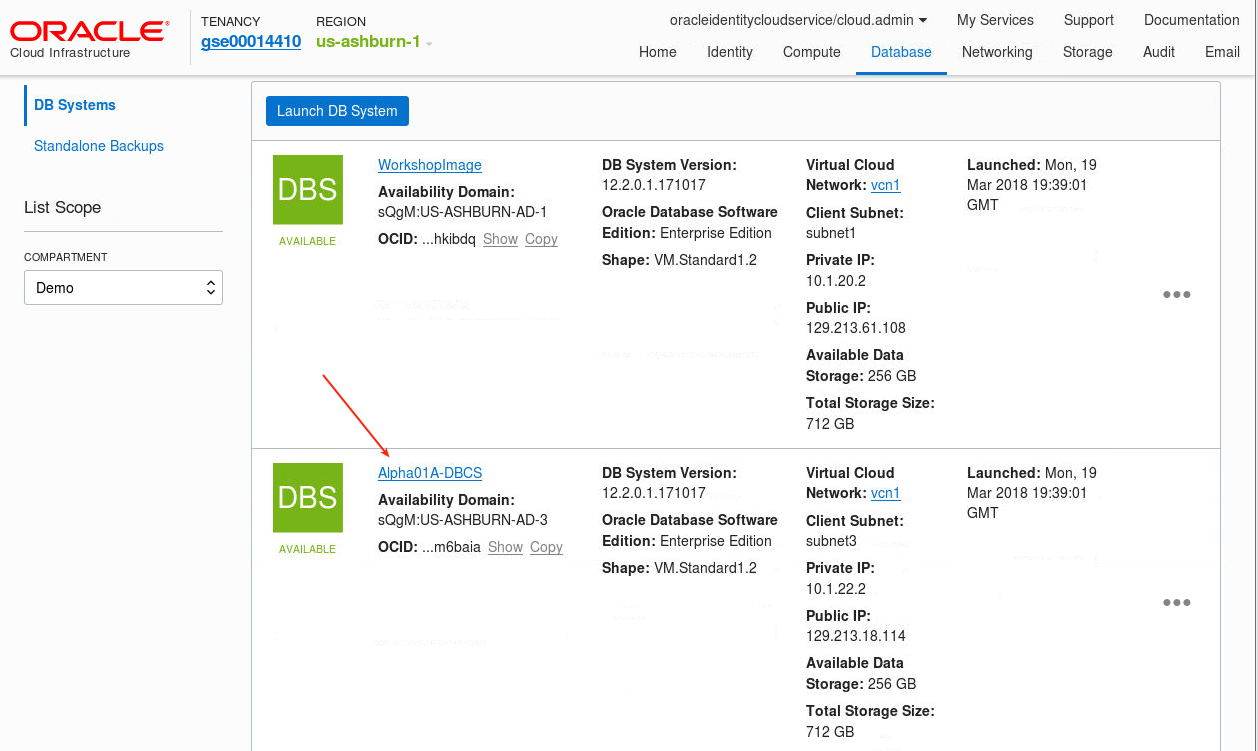 ORACLE®
Cloud Infrastructure
TENANCY
gse00014410
REGION
us-ashburn-1
oracleidentitycloudservice/cloud.admin
My Services
Support
Documentation
Home
Identity
Compute
Database
Networking
Storage
Audit
Email
DB Systems
Standalone Backups
List Scope
COMPARTMENT
Demo
Launch DB System
DBS
AVAILABLE
WorkshopImage
Availability Domain:
sQgM:US-ASHBURN-AD-1
OCID: ...hkibdq Show Copy
DB System Version:
12.2.0.1.171017
Oracle Database Software
Edition: Enterprise Edition
Shape: VM.Standard1.2
Virtual Cloud
Network: vcn1
Client Subnet:
subnet1
Private IP:
10.1.20.2
Public IP:
129.213.61.108
Available Data
Storage: 256 GB
Total Storage Size:
712 GB
Launched: Mon, 19
Mar 2018 19:39:01
GMT
DBS
AVAILABLE
Alpha01A-DBCS
Availability Domain:
sQgM:US-ASHBURN-AD-3
OCID: ...m6baia Show Copy
DB System Version:
12.2.0.1.171017
Oracle Database Software
Edition: Enterprise Edition
Shape: VM.Standard1.2
Virtual Cloud
Network: vcn1
Client Subnet:
subnet3
Private IP:
10.1.22.2
Public IP:
129.213.18.114
Available Data
Storage: 256 GB
Total Storage Size:
712 GB
Launched: Mon, 19
Mar 2018 19:39:01
GMT